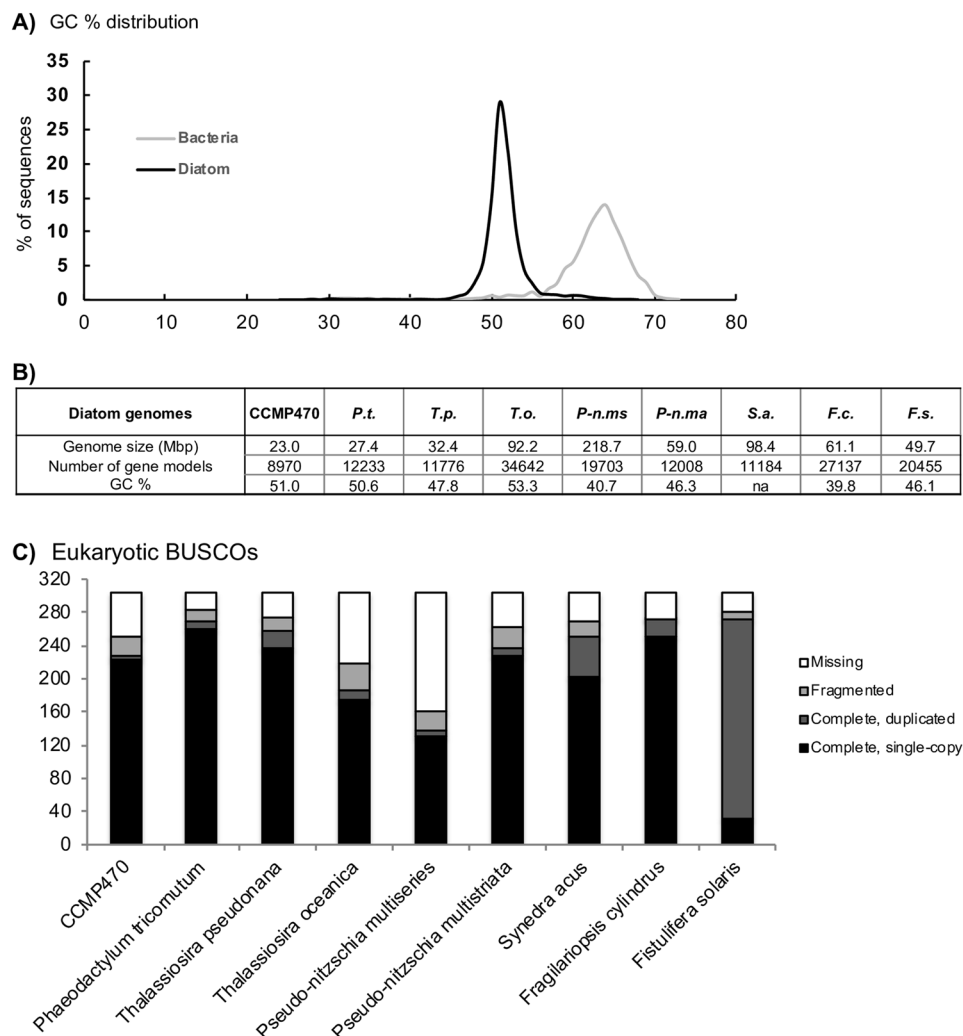 A) GC % distribution
35
30
25
20
15
10
5
0
% of sequences
Bacteria
Diatom
0 10 20 30 40 50 60 70 80
B)
Diatom genomes CCMP470 P.t. T.p. T.o. P-n.ms P-n.ma S.a. F.c. F.s.
Genome size (Mbp) 23.0 27.4 32.4 92.2 218.7 59.0 98.4 61.1 49.7
Number of gene models 8970 12233 11776 34642 19703 12008 11184 27137 20455
GC % 51.0 50.6 47.8 53.3 40.7 46.3 na 39.8 46.1
C) Eukaryotic BUSCOs
320
280
240
200
160
120
80
40
0
Missing
Fragmented
Complete, duplicated
Complete, single-copy
CCMP470
Phaeodactylum tricornutum
Thalassiosira pseudonana
Thalassiosira oceanica
Pseudo-nitzschia multiseries
Pseudo-nitzschia multistriata
Synedra acus
Fragilariopsis cylindrus
Fistulifera solaris